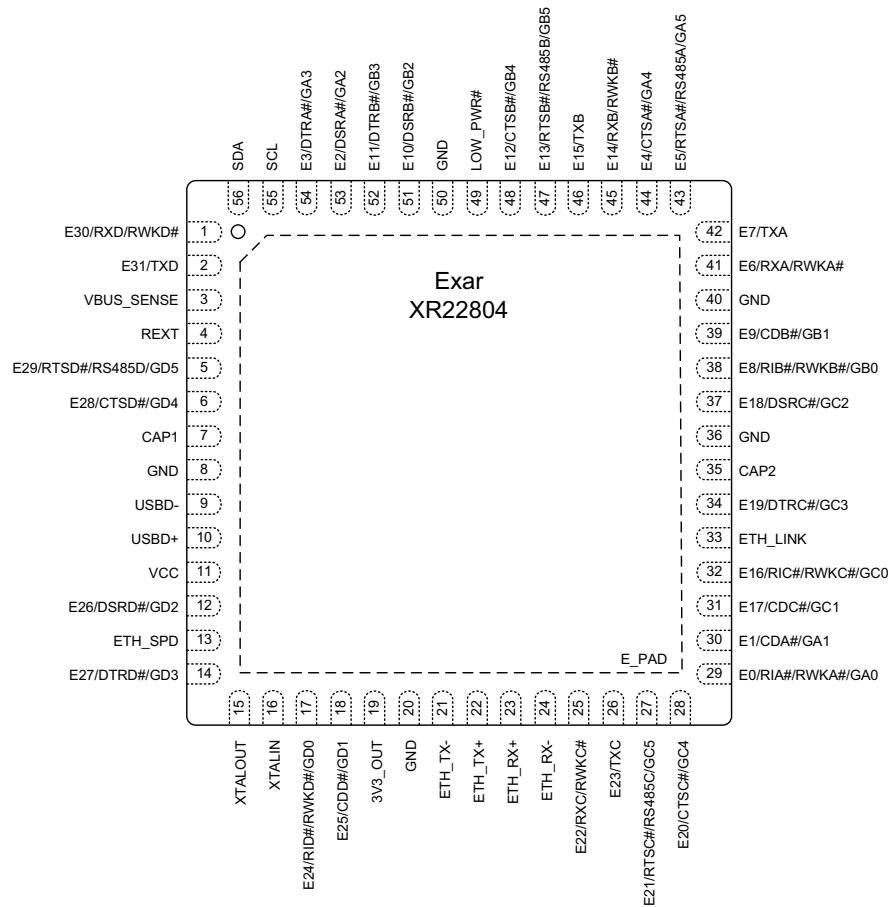 SDA
SCL
E3/DTRA#/GA3
E2/DSRA#/GA2
E11/DTRB#/GB3
E10/DSRB#/GB2
GND
LOW_PWR#
E12/CTSB#/GB4
E13/RTSB#/RS485B/GB5
E15/TXB
E14/RXB/RWKB#
E4/CTSA#/GA4
E5/RTSA#/RS485A/GA5
56
55
54
53
52
51
50
49
48
47
46
45
44
43
E30/RXD/RWKD# 1
E31/TXD 2
VBUS_SENSE 3
REXT 4
E29/RTSD#/RS485D/GD5 5
E28/CTSD#/GD4 6
CAP1 7
GND 8
USBD- 9
USBD+ 10
VCC 11
E26/DSRD#/GD2 12
ETH_SPD 13
E27/DTRD#/GD3 14
Exar
XR22804
42 E7/TXA
41 E6/RXA/RWKA#
40 GND
39 E9/CDB#/GB1
38 E8/RIB#/RWKB#/GB0
37 E18/DSRC#/GC2
36 GND
35 CAP2
34 E19/DTRC#/GC3
33 ETH_LINK
32 E16/RIC#/RWKC#/GC0
31 E17/CDC#/GC1
30 E1/CDA#/GA1
29 E0/RIA#/RWKA#/GA0
E_PAD
15
16
17
18
19
20
21
22
23
24
25
26
27
28
XTALOUT
XTALIN
E24/RID#/RWKD#/GD0
E25/CDD#/GD1
3V3_OUT
GND
ETH_TX-
ETH_TX+
ETH_RX+
ETH_RX-
E22/RXC/RWKC#
E23/TXC
E21/RTSC#/RS485C/GC5
E20/CTSC#/GC4